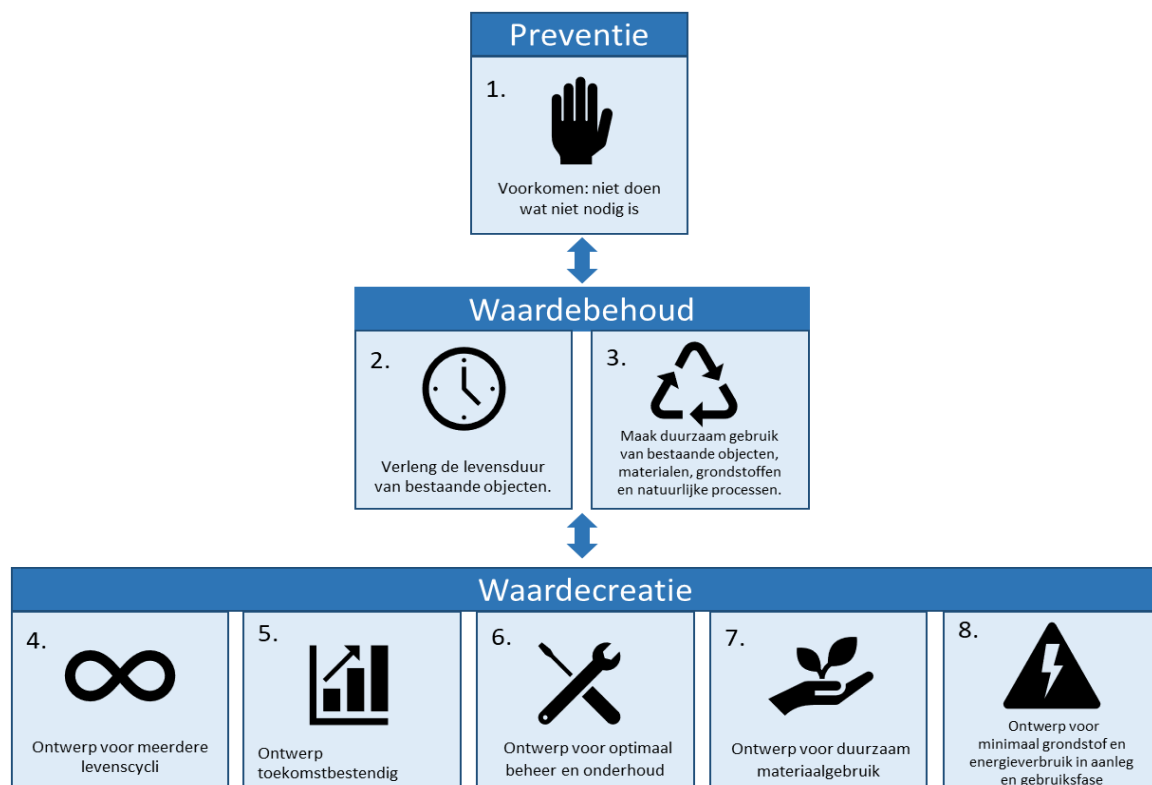 Preventie
1.
Voorkomen: niet doen
wat niet nodig is
Waardebehoud
2.
Verleng de levensduur
van bestaande objecten.
3.
Maak duurzaam gebruik
van bestaande objecten,
materialen, grondstoffen
en natuurlijke processen.
Waardecreatie
4.
Ontwerp voor meerdere
levenscycli
5.
Ontwerp
toekomstbestendig
6.
Ontwerp voor optimaal
beheer en onderhoud
7.
Ontwerp voor duurzaam
materiaalgebruik
8.
Ontwerp voor
minimaal grondstof en
energieverbruik in aanleg
en gebruiksfase